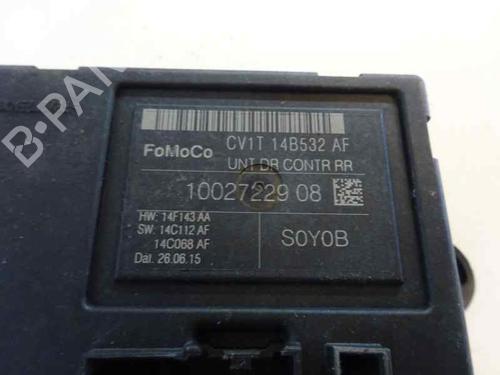 B-PARTS
FoMoCo CV1T 14B532 AF
UNT DR CONTR RR
10027229 08
HW: 14F143 AA
SW: 14C112 AF
14C068 AF
S0Y0B
Dat. 26.06.15